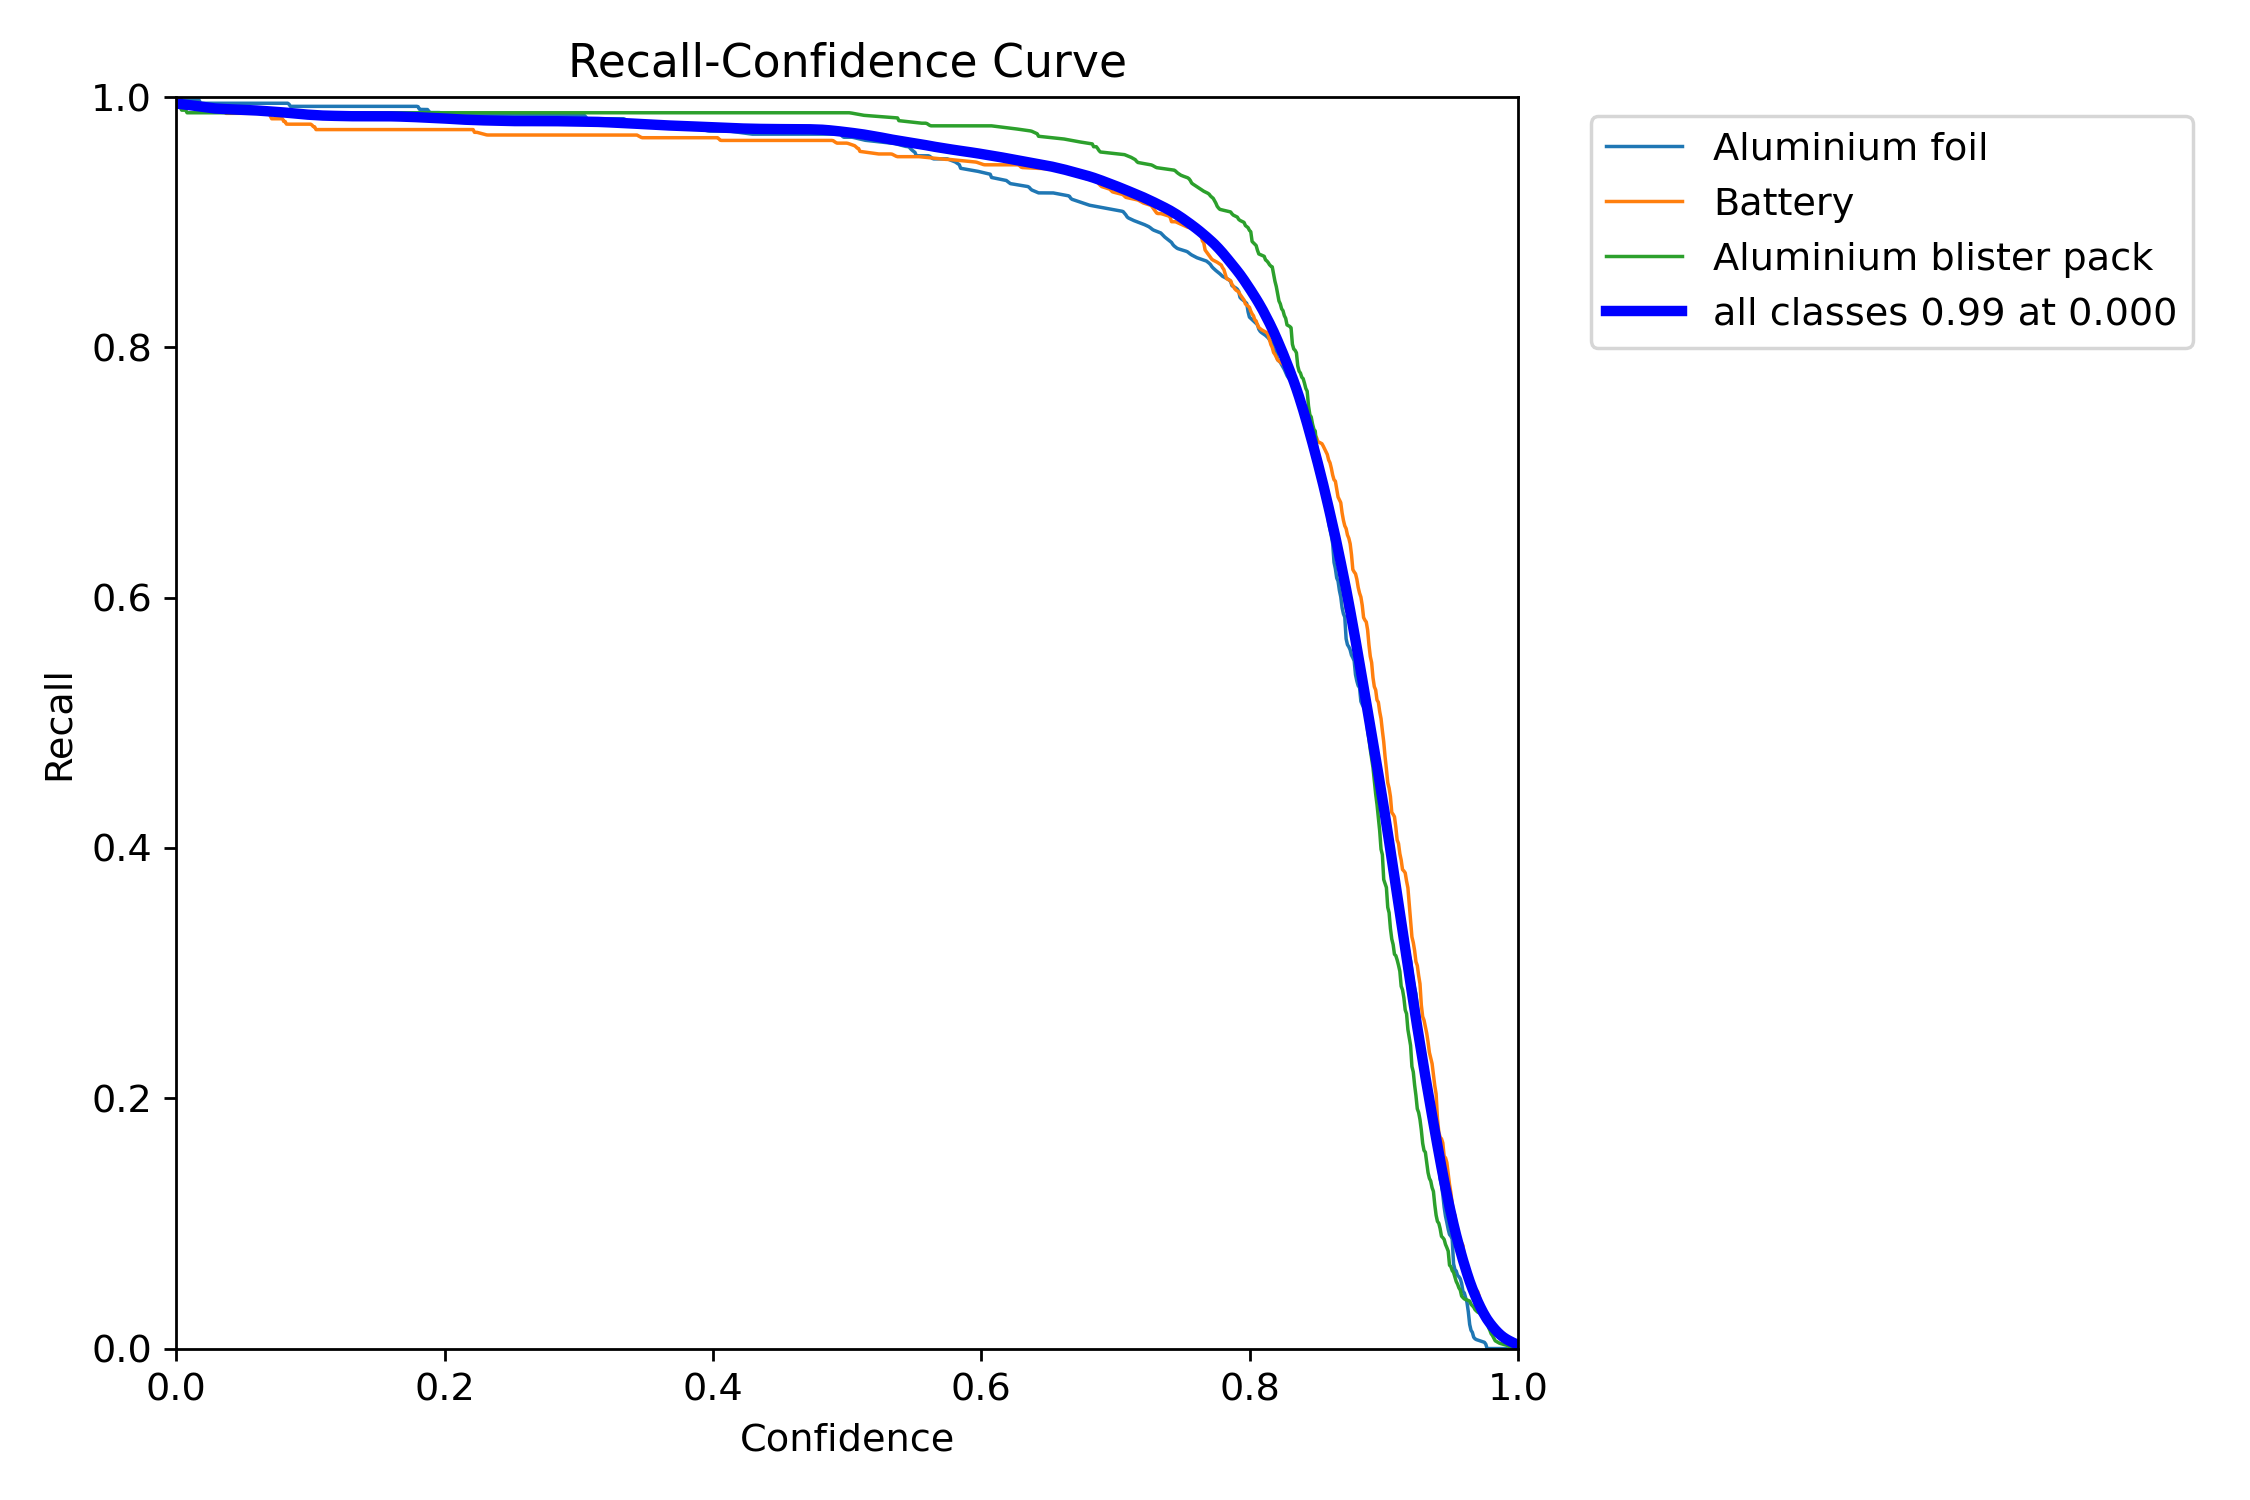 Recall-Confidence Curve
1.0
0.8
0.6
0.4
0.2
0.0
Recall
0.0 0.2 0.4 0.6 0.8 1.0
Confidence
Aluminium foil
Battery
Aluminium blister pack
all classes 0.99 at 0.000